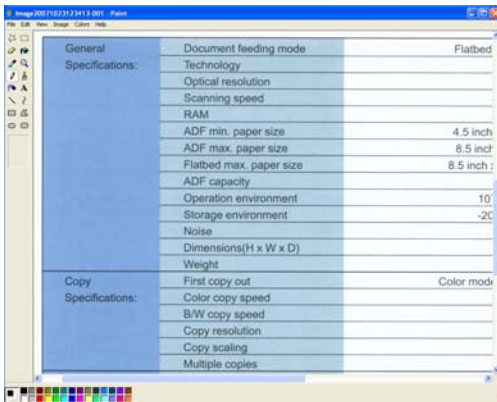 Image20071023123413-001 - Paint
File Edit View Image Colors Help
General Document feeding mode Flatbed
Specifications: Technology
Optical resolution
Scanning speed
RAM
ADF min. paper size 4.5 inch
ADF max. paper size 8.5 inch
Flatbed max. paper size 8.5 inch
ADF capacity
Operation environment 10
Storage environment -20
Noise
Dimensions(H x W x D)
Weight
Copy First copy out Color mode
Specifications: Color copy speed
B/W copy speed
Copy resolution
Copy scaling
Multiple copies